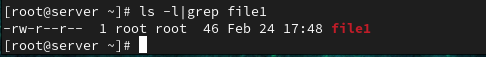 [root@server ~]# ls -l|grep file1
-rw-r--r--  1 root root  46 Feb 24 17:48 file1
[root@server ~]#